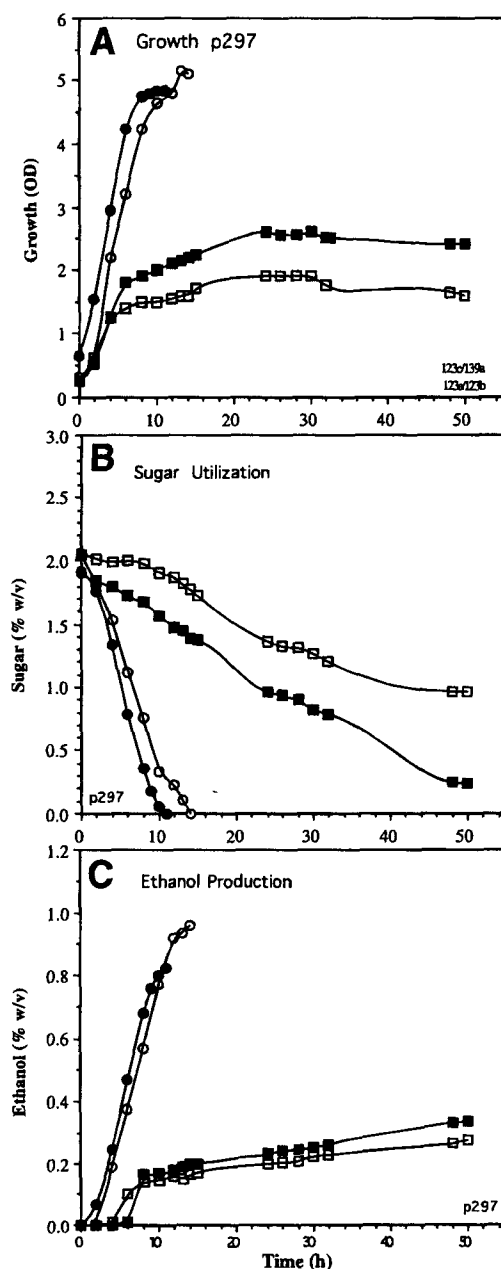 A Growth p297
6
5
4
3
2
1
0
Growth (OD)
123c/139a
123a/123b
0 10 20 30 40 50
B Sugar Utilization
3.0
2.5
2.0
1.5
1.0
0.5
0.0
Sugar (% w/v)
p297
0 10 20 30 40 50
C Ethanol Production
1.2
1.0
0.8
0.6
0.4
0.2
0.0
Ethanol (% w/v)
p297
0 10 20 30 40 50
Time (h)